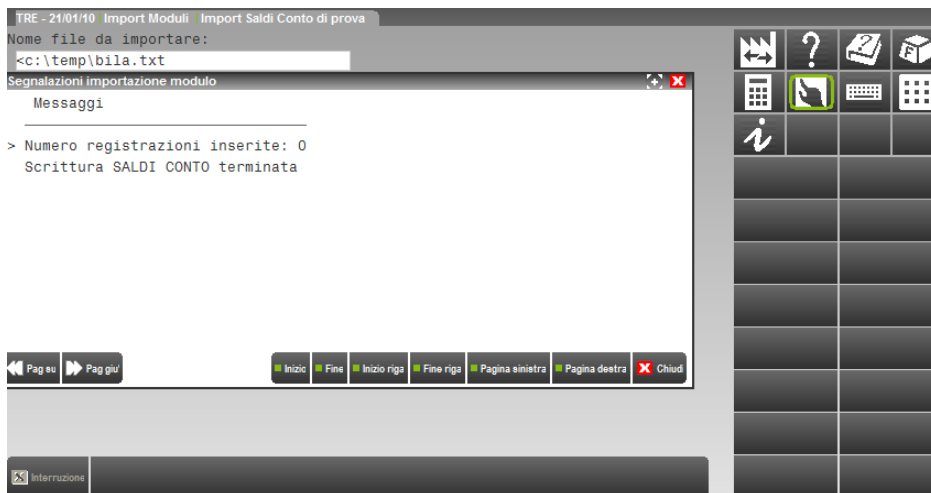 TRE - 21/01/10 Import Moduli Import Saldi Conto di prova
Nome file da importare:
<c:\temp\bila.txt
Segnalazioni importazione modulo
Messaggi
> Numero registrazioni inserite: 0
Scrittura SALDI CONTO terminata
Pag su Pag giu' Inizio Fine Inizio riga Fine riga Pagina sinistra Pagina destra Chiudi
Interruzione